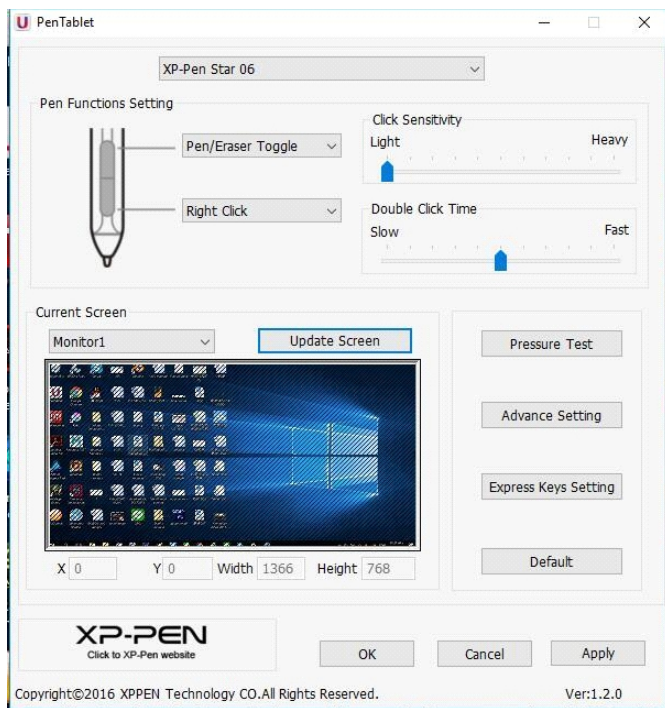 PenTablet
XP-Pen Star 06
Pen Functions Setting
Pen/Eraser Toggle
Right Click
Click Sensitivity
Light Heavy
Double Click Time
Slow Fast
Current Screen
Monitor1
Update Screen
X 0 Y 0 Width 1366 Height 768
Pressure Test
Advance Setting
Express Keys Setting
Default
XP-PEN
Click to XP-Pen website
OK Cancel Apply
Copyright©2016 XPPEN Technology CO.All Rights Reserved. Ver:1.2.0